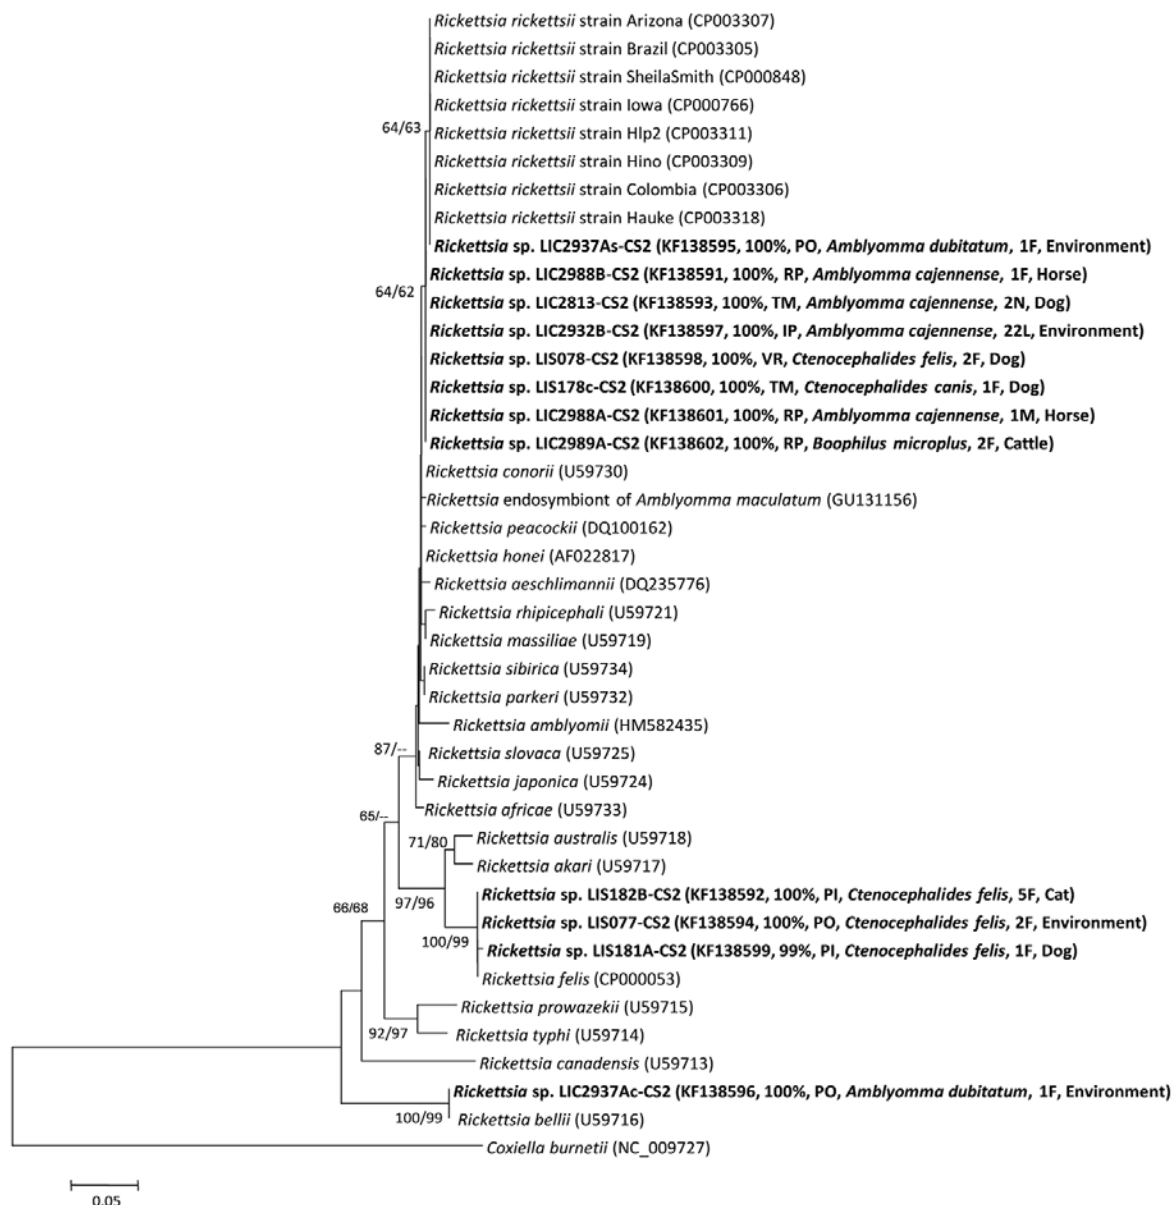 Rickettsia rickettsii strain Arizona (CP003307)
Rickettsia rickettsii strain Brazil (CP003305)
Rickettsia rickettsii strain SheilaSmith (CP000848)
Rickettsia rickettsii strain Iowa (CP000766)
64/63
Rickettsia rickettsii strain Hlp2 (CP003311)
Rickettsia rickettsii strain Hino (CP003309)
Rickettsia rickettsii strain Colombia (CP003306)
Rickettsia rickettsii strain Hauke (CP003318)
Rickettsia sp. LIC2937As-CS2 (KF138595, 100%, PO, Amblyomma dubitatum, 1F, Environment)
Rickettsia sp. LIC2988B-CS2 (KF138591, 100%, RP, Amblyomma cajennense, 1F, Horse)
64/62
Rickettsia sp. LIC2813-CS2 (KF138593, 100%, TM, Amblyomma cajennense, 2N, Dog)
Rickettsia sp. LIC2932B-CS2 (KF138597, 100%, IP, Amblyomma cajennense, 22L, Environment)
Rickettsia sp. LIS078-CS2 (KF138598, 100%, VR, Ctenocephalides felis, 2F, Dog)
Rickettsia sp. LIS178c-CS2 (KF138600, 100%, TM, Ctenocephalides canis, 1F, Dog)
Rickettsia sp. LIC2988A-CS2 (KF138601, 100%, RP, Amblyomma cajennense, 1M, Horse)
Rickettsia sp. LIC2989A-CS2 (KF138602, 100%, RP, Boophilus microplus, 2F, Cattle)
Rickettsia conorii (U59730)
Rickettsia endosymbiont of Amblyomma maculatum (GU131156)
Rickettsia peacockii (DQ100162)
Rickettsia honei (AF022817)
Rickettsia aeschlimannii (DQ235776)
Rickettsia rhipicephali (U59721)
Rickettsia massiliae (U59719)
Rickettsia sibirica (U59734)
Rickettsia parkeri (U59732)
Rickettsia amblyomii (HM582435)
87/--
Rickettsia slovaca (U59725)
Rickettsia japonica (U59724)
Rickettsia africae (U59733)
65/--
Rickettsia australis (U59718)
71/80
Rickettsia akari (U59717)
Rickettsia sp. LIS182B-CS2 (KF138592, 100%, PI, Ctenocephalides felis, 5F, Cat)
97/96
66/68
Rickettsia sp. LIS077-CS2 (KF138594, 100%, PO, Ctenocephalides felis, 2F, Environment)
100/99
Rickettsia sp. LIS181A-CS2 (KF138599, 99%, PI, Ctenocephalides felis, 1F, Dog)
Rickettsia felis (CP000053)
Rickettsia prowazekii (U59715)
92/97
Rickettsia typhi (U59714)
Rickettsia canadensis (U59713)
Rickettsia sp. LIC2937Ac-CS2 (KF138596, 100%, PO, Amblyomma dubitatum, 1F, Environment)
100/99
Rickettsia bellii (U59716)
Coxiella burnetii (NC_009727)
0.05